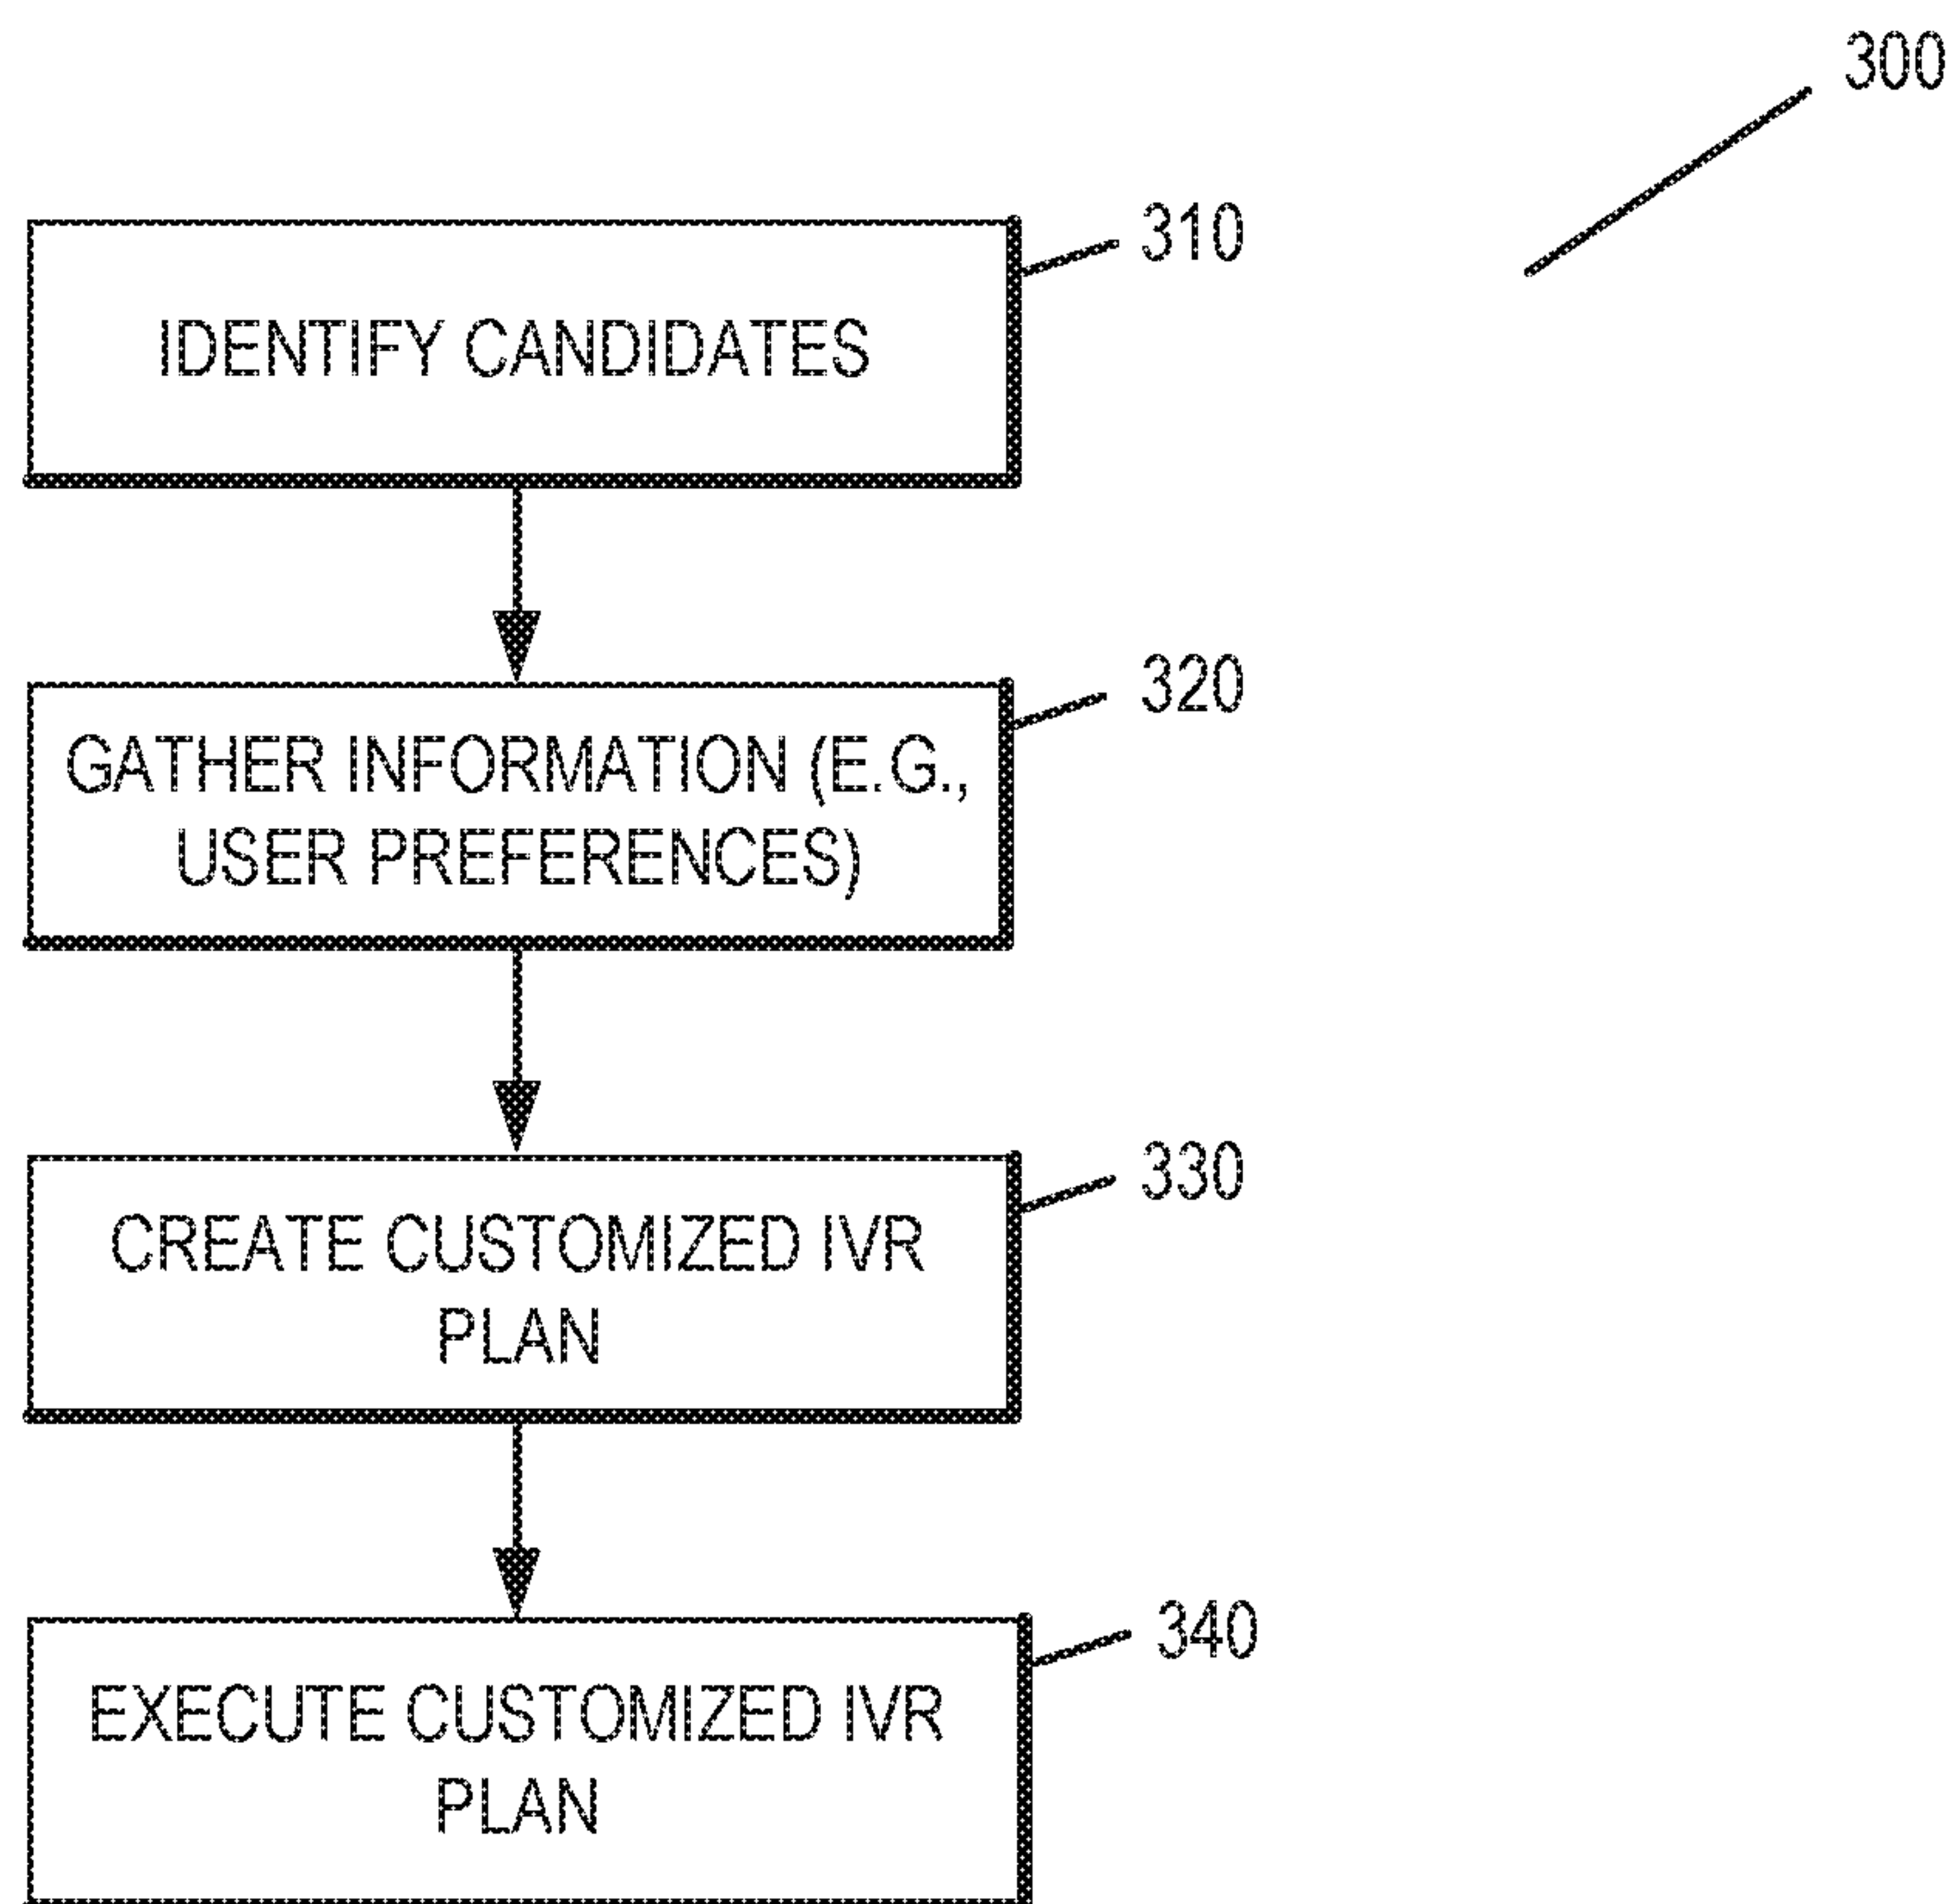 300
310
IDENTIFY CANDIDATES
320
GATHER INFORMATION (E.G.,
USER PREFERENCES)
330
CREATE CUSTOMIZED IVR
PLAN
340
EXECUTE CUSTOMIZED IVR
PLAN